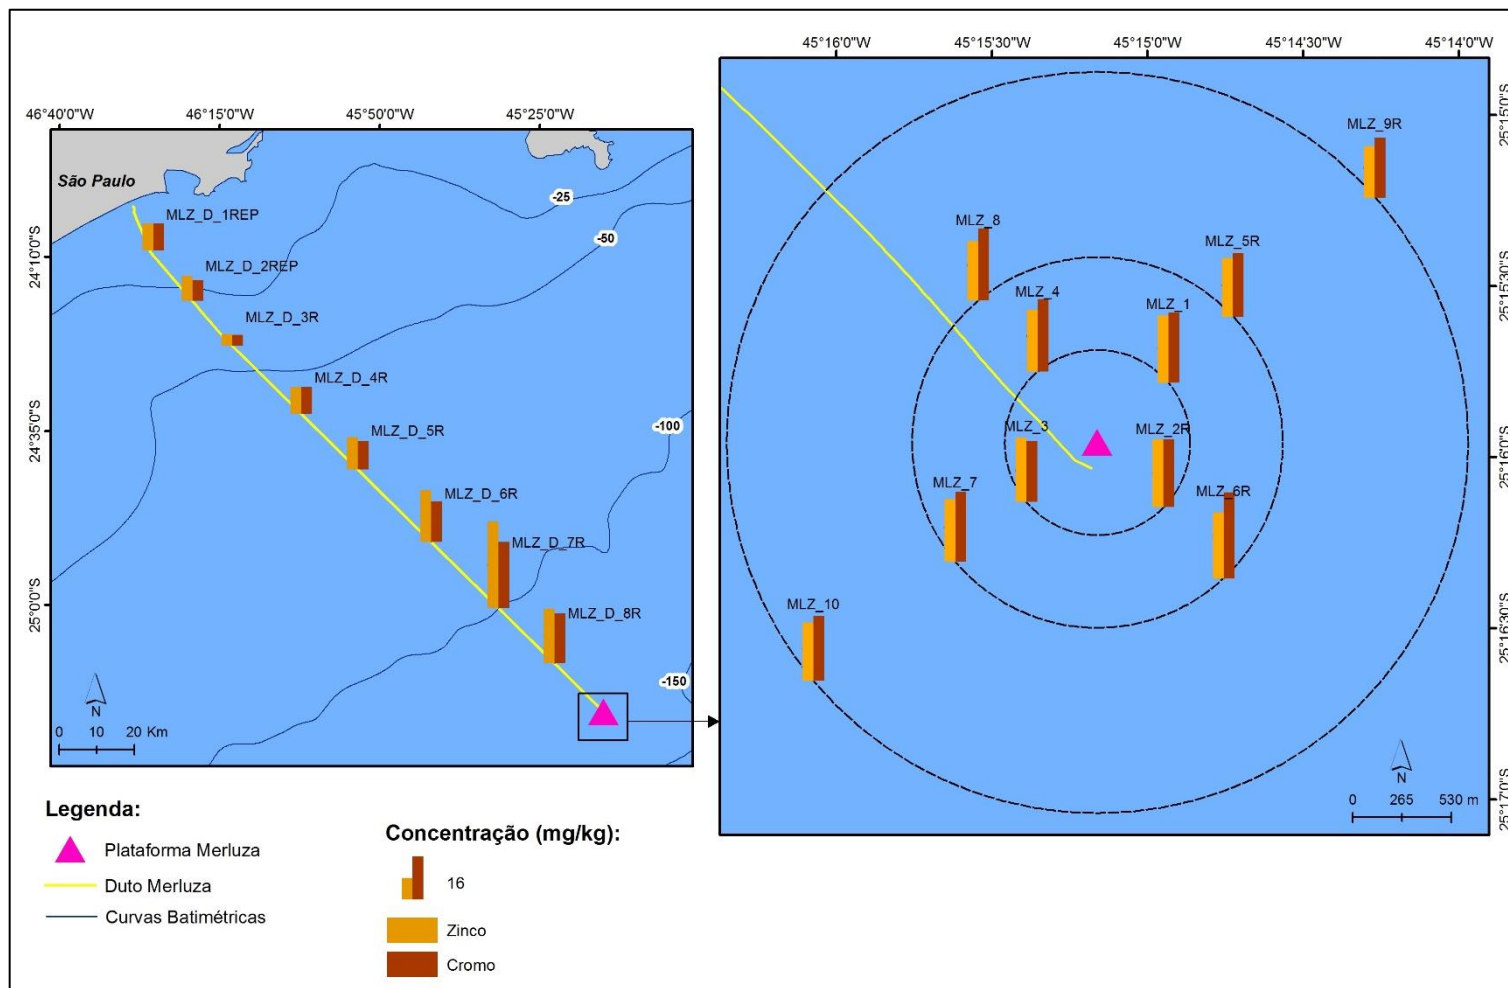 46°40'0"W
46°15'0"W
45°50'0"W
45°25'0"W
24°10'0"S
24°35'0"S
25°0'0"S
São Paulo
MLZ_D_1REP
MLZ_D_2REP
MLZ_D_3R
MLZ_D_4R
MLZ_D_5R
MLZ_D_6R
MLZ_D_7R
MLZ_D_8R
-25
-50
-100
-150
N
0 10 20 Km
45°16'0"W
45°15'30"W
45°15'0"W
45°14'30"W
45°14'0"W
25°15'0"S
25°15'30"S
25°16'0"S
25°16'30"S
25°17'0"S
MLZ_9R
MLZ_8
MLZ_5R
MLZ_4
MLZ_1
MLZ_3
MLZ_2R
MLZ_7
MLZ_6R
MLZ_10
N
0 265 530 m
Legenda:
Plataforma Merluza
Duto Merluza
Curvas Batimétricas
Concentração (mg/kg):
16
Zinco
Cromo